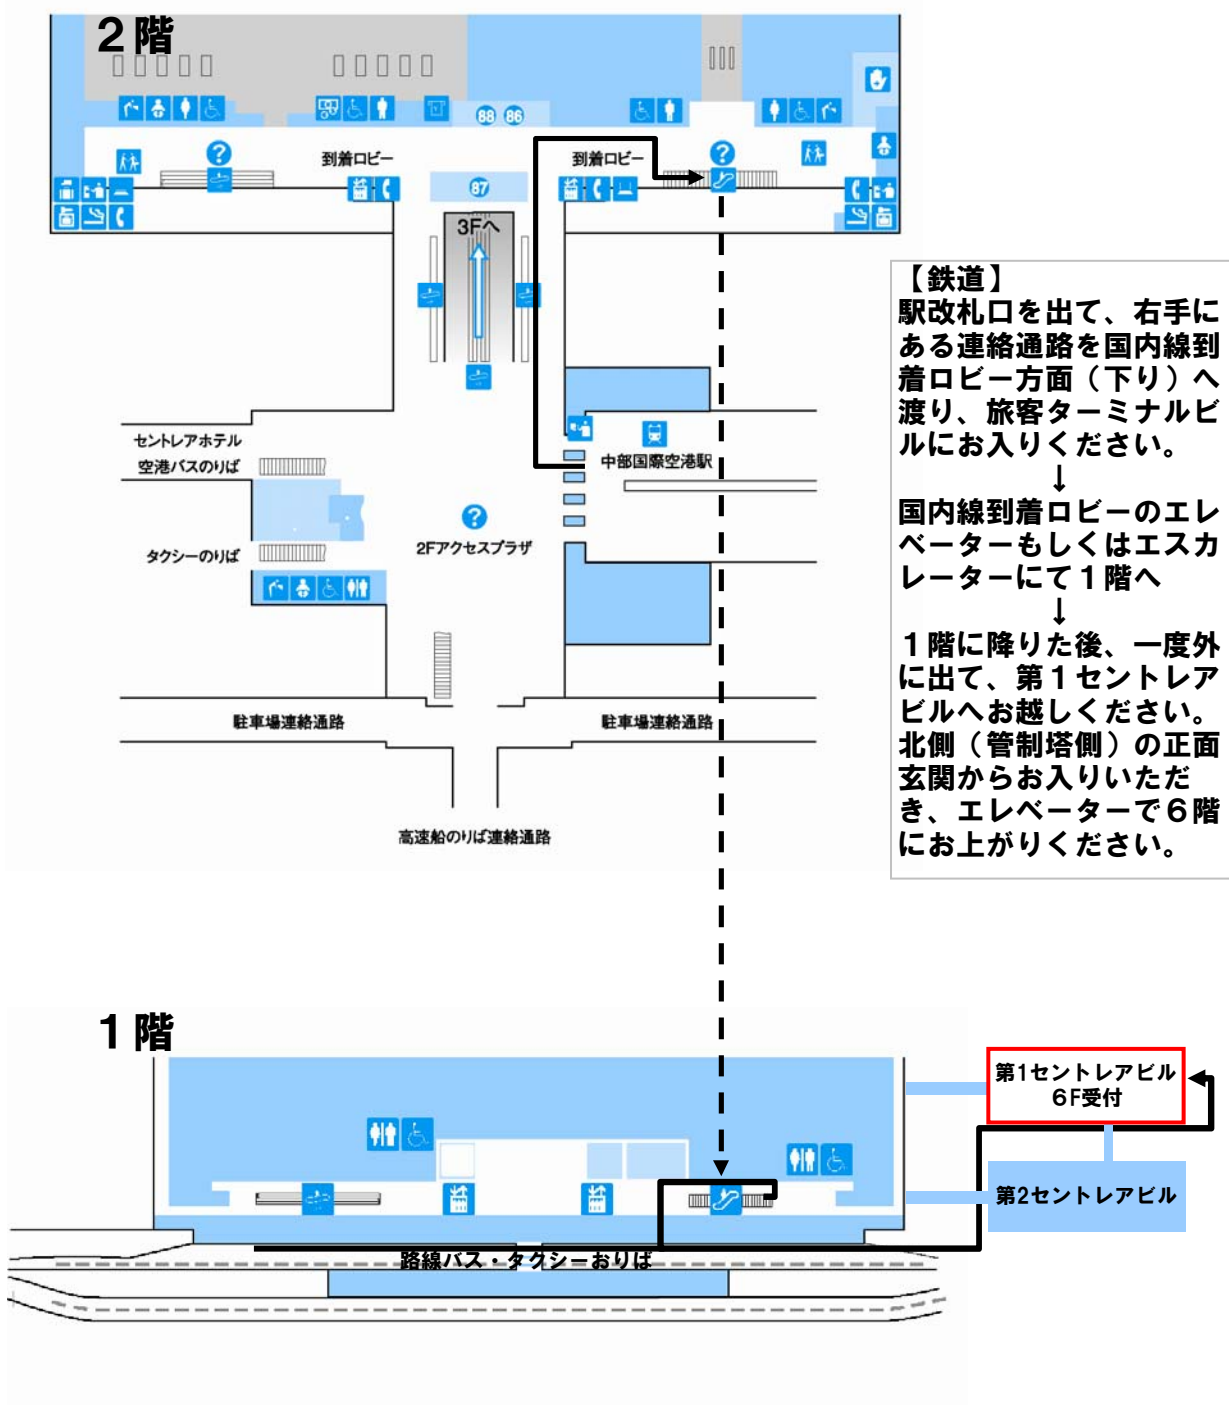 ２階
88 86
到着ロビー
到着ロビー
87
3Fへ
セントレアホテル
空港バスのりば
中部国際空港駅
2Fアクセスプラザ
タクシーのりば
駐車場連絡通路
駐車場連絡通路
高速船のりば連絡通路
【鉄道】
駅改札口を出て、右手に
ある連絡通路を国内線到
着ロビー方面（下り）へ
渡り、旅客ターミナルビ
ルにお入りください。
↓
国内線到着ロビーのエレ
ベーターもしくはエスカ
レーターにて１階へ
↓
１階に降りた後、一度外
に出て、第１セントレア
ビルへお越しください。
北側（管制塔側）の正面
玄関からお入りいただ
き、エレベーターで６階
にお上がりください。
１階
第1セントレアビル
６F受付
第2セントレアビル
路線バス・タクシーおりば